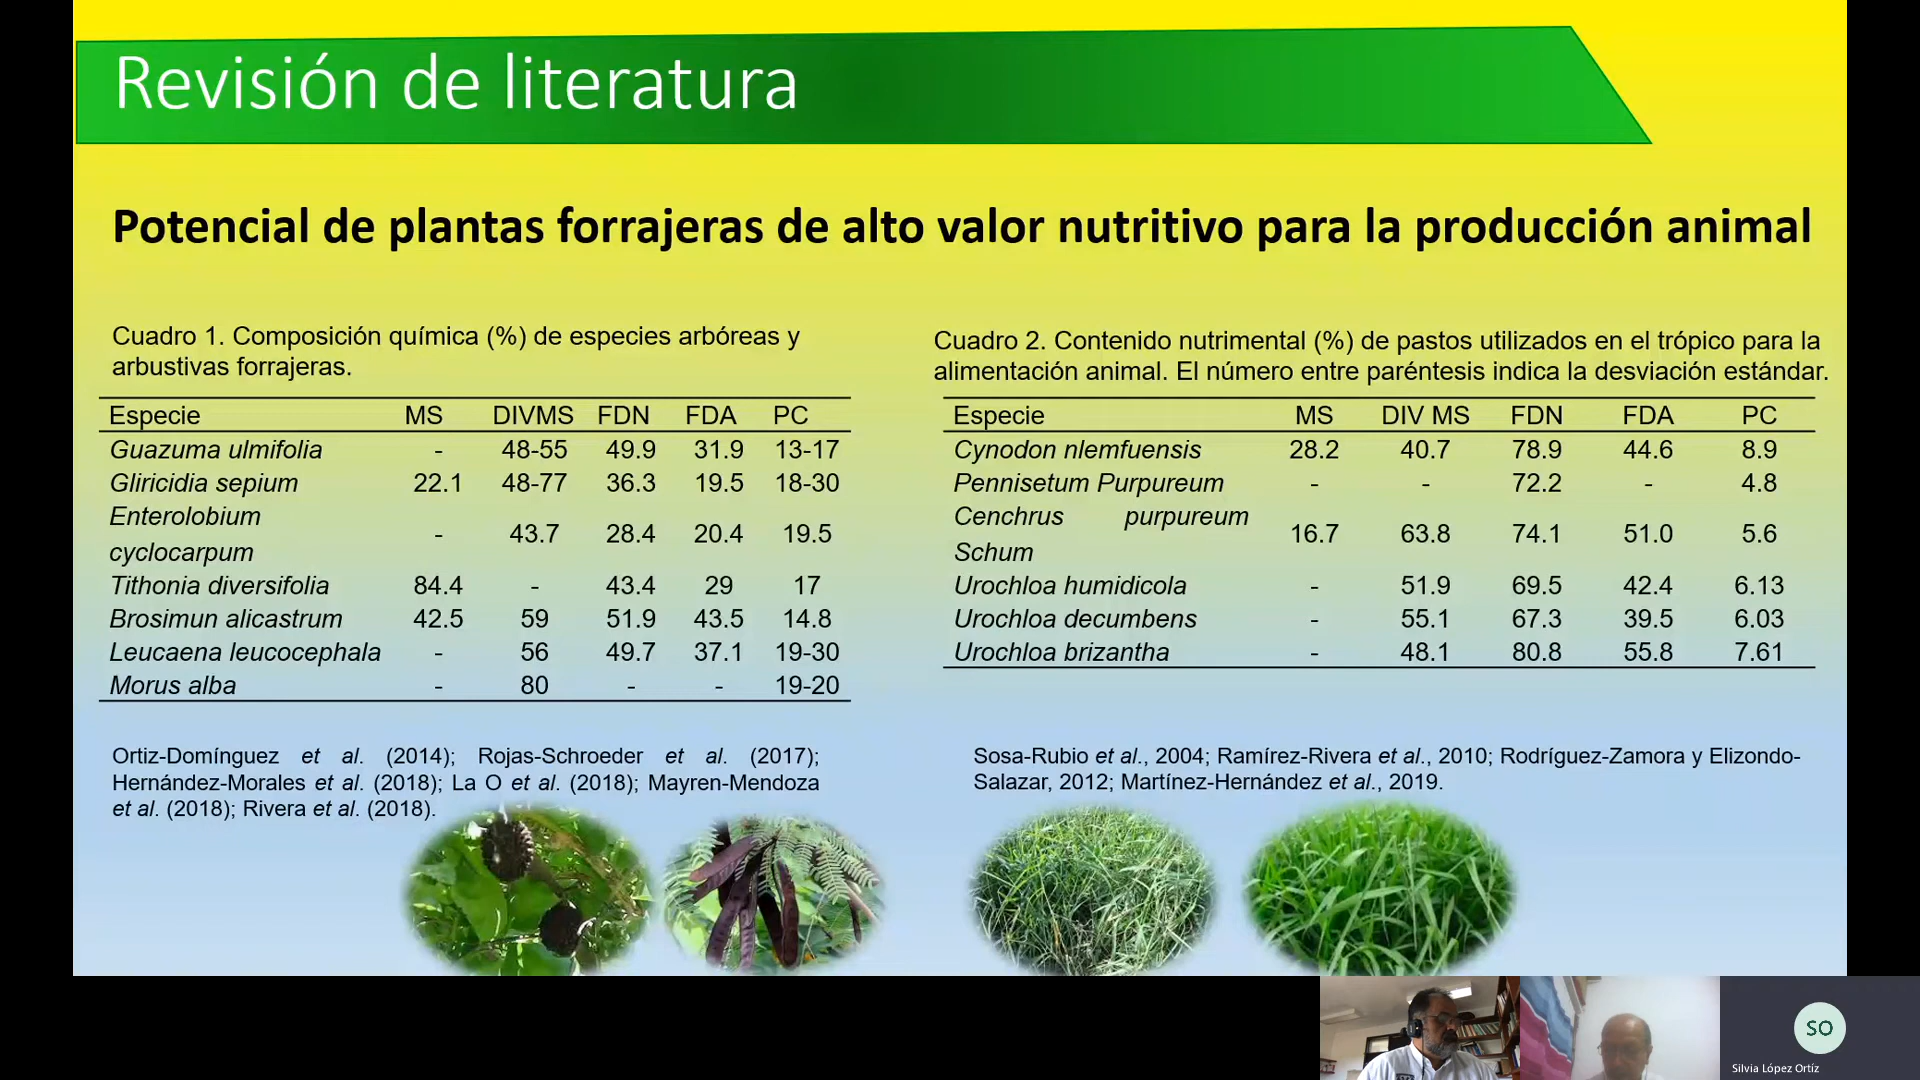 Revisión de literatura
Potencial de plantas forrajeras de alto valor nutritivo para la producción animal
Cuadro 1. Composición química (%) de especies arbóreas y
arbustivas forrajeras.
Especie MS DIVMS FDN FDA PC
Guazuma ulmifolia - 48-55 49.9 31.9 13-17
Gliricidia sepium 22.1 48-77 36.3 19.5 18-30
Enterolobium
cyclocarpum - 43.7 28.4 20.4 19.5
Tithonia diversifolia 84.4 - 43.4 29 17
Brosimun alicastrum 42.5 59 51.9 43.5 14.8
Leucaena leucocephala - 56 49.7 37.1 19-30
Morus alba - 80 - - 19-20
Ortiz-Domínguez et al. (2014); Rojas-Schroeder et al. (2017);
Hernández-Morales et al. (2018); La O et al. (2018); Mayren-Mendoza
et al. (2018); Rivera et al. (2018).
Cuadro 2. Contenido nutrimental (%) de pastos utilizados en el trópico para la
alimentación animal. El número entre paréntesis indica la desviación estándar.
Especie MS DIV MS FDN FDA PC
Cynodon nlemfuensis 28.2 40.7 78.9 44.6 8.9
Pennisetum Purpureum - - 72.2 - 4.8
Cenchrus purpureum
Schum 16.7 63.8 74.1 51.0 5.6
Urochloa humidicola - 51.9 69.5 42.4 6.13
Urochloa decumbens - 55.1 67.3 39.5 6.03
Urochloa brizantha - 48.1 80.8 55.8 7.61
Sosa-Rubio et al., 2004; Ramírez-Rivera et al., 2010; Rodríguez-Zamora y Elizondo-
Salazar, 2012; Martínez-Hernández et al., 2019.
SO
Silvia López Ortíz